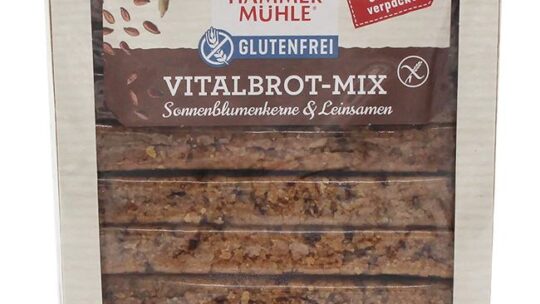 HAMMER
MÜHLE®
verpackt
GLUTENFREI
VITALBROT-MIX
Sonnenblumenkerne & Leinsamen